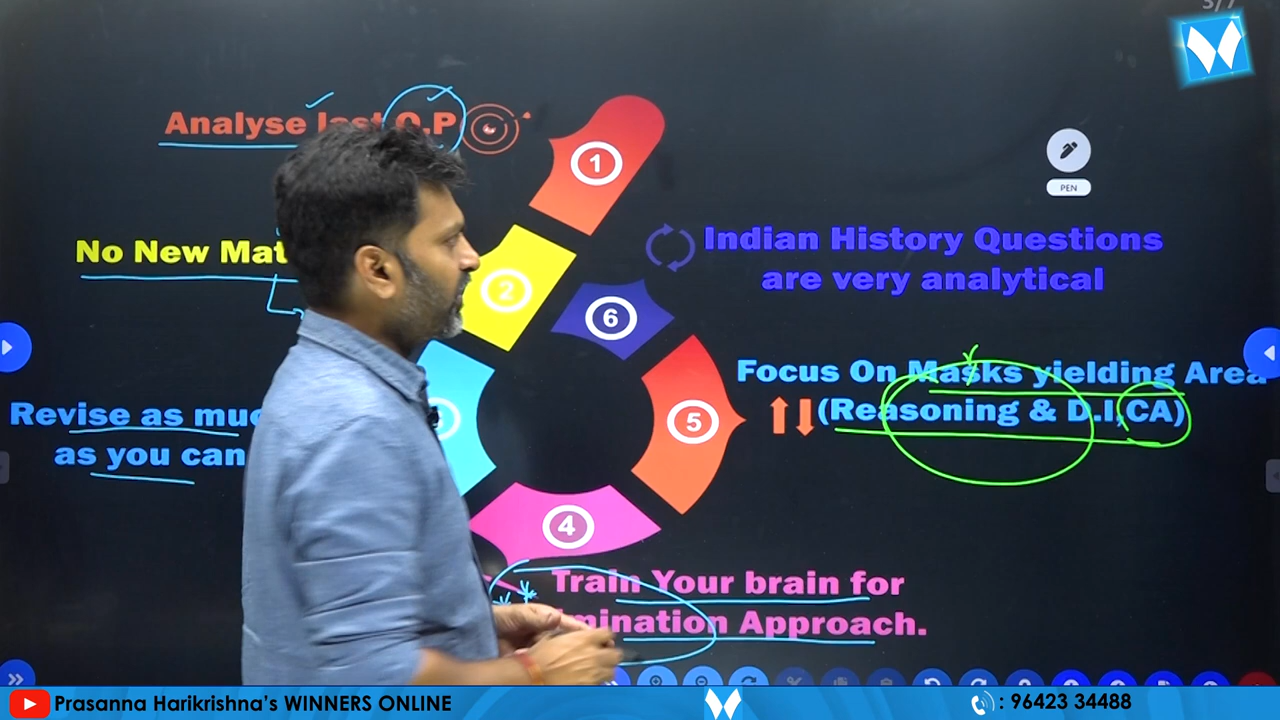 3/7
Analyse last Q.P
1
PEN
No New Mat
2
Indian History Questions
are very analytical
6
Focus On Masks yielding Area
(Reasoning & D.I,CA)
5
Revise as muc
as you can
4
Train Your brain for
mination Approach.
Prasanna Harikrishna's WINNERS ONLINE
: 96423 34488